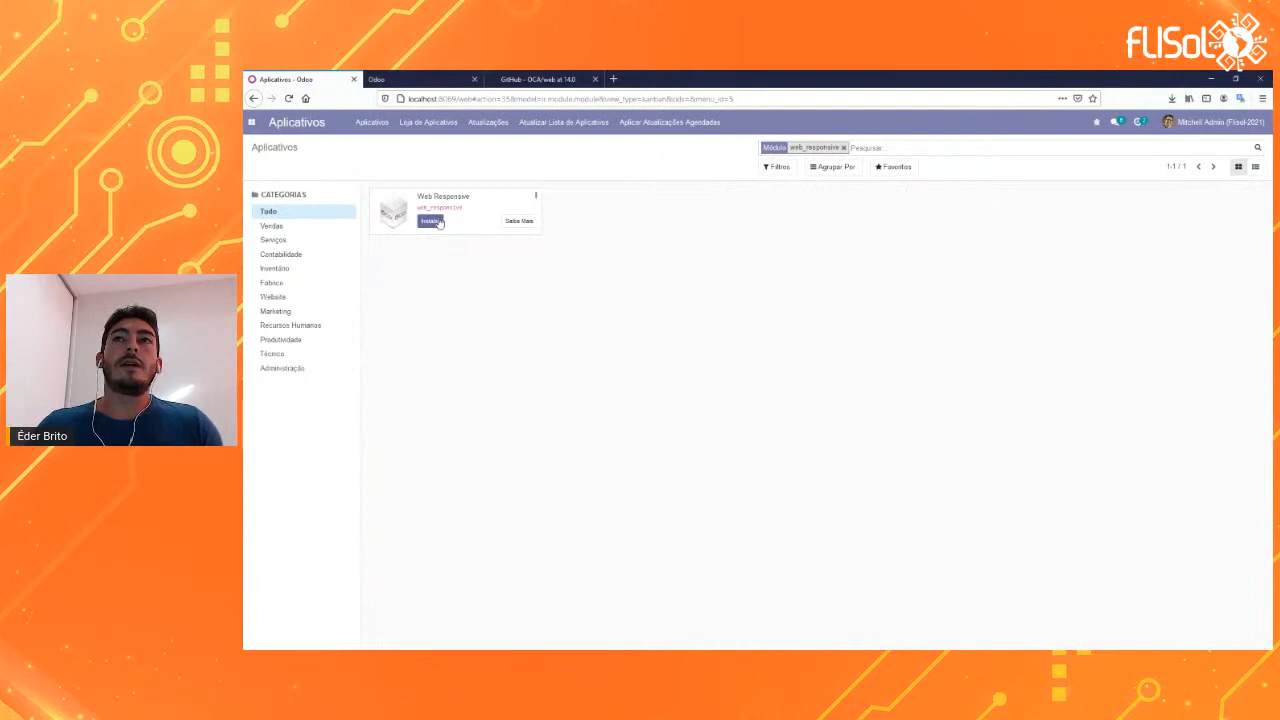 FLISoL
Aplicativos - Odoo
Odoo
GitHub - OCA/web at 14.0
localhost:8069/web#action=35&model=ir.module.module&view_type=kanban&cids=&menu_id=5
Aplicativos
Aplicativos
Loja de Aplicativos
Atualizações
Atualizar Lista de Aplicativos
Aplicar Atualizações Agendadas
Mitchell Admin (Flisol-2021)
Aplicativos
Módulo
web_responsive
Pesquisar...
Filtros
Agrupar Por
Favoritos
1-1 / 1
CATEGORIAS
Tudo
Vendas
Serviços
Contabilidade
Inventário
Fabrico
Website
Marketing
Recursos Humanos
Produtividade
Técnico
Administração
Web Responsive
web_responsive
Instalar
Saiba Mais
Éder Brito